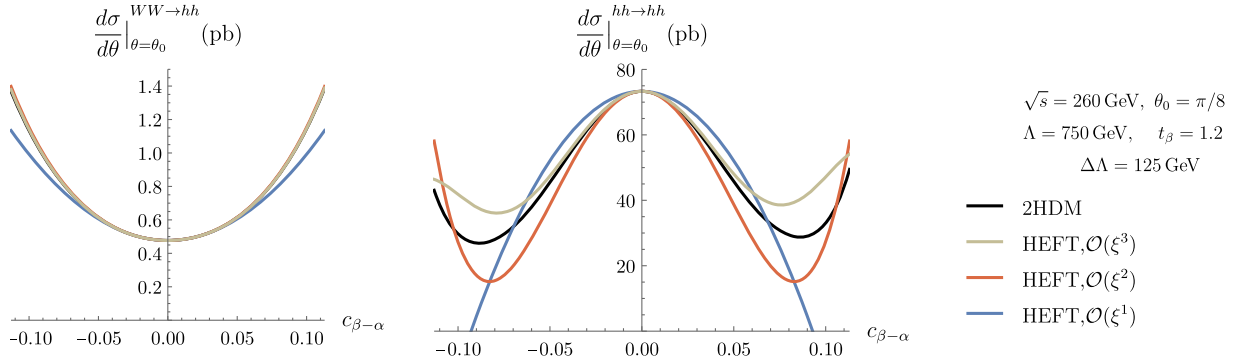 dσ/dθ|θ=θ₀ ^WW→hh (pb)
1.4
1.2
1.0
0.8
0.6
0.4
0.2
−0.10 −0.05 0.00 0.05 0.10
c_β−α
dσ/dθ|θ=θ₀ ^hh→hh (pb)
80
60
40
20
−0.10 −0.05 0.00 0.05 0.10
c_β−α
√s = 260 GeV, θ₀ = π/8
Λ = 750 GeV, t_β = 1.2
ΔΛ = 125 GeV
2HDM
HEFT,𝒪(ξ³)
HEFT,𝒪(ξ²)
HEFT,𝒪(ξ¹)